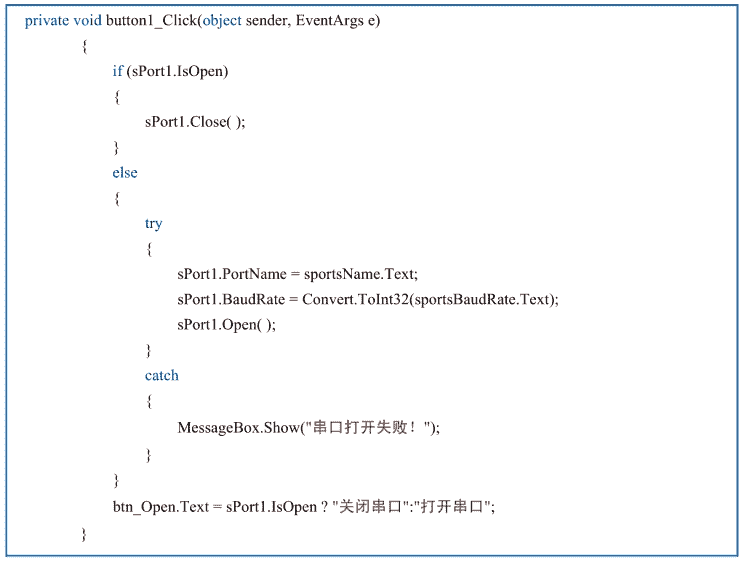 private void button1_Click(object sender, EventArgs e)
{
if (sPort1.IsOpen)
{
sPort1.Close( );
}
else
{
try
{
sPort1.PortName = sportsName.Text;
sPort1.BaudRate = Convert.ToInt32(sportsBaudRate.Text);
sPort1.Open( );
}
catch
{
MessageBox.Show("串口打开失败！");
}
}
btn_Open.Text = sPort1.IsOpen ? "关闭串口":"打开串口";
}